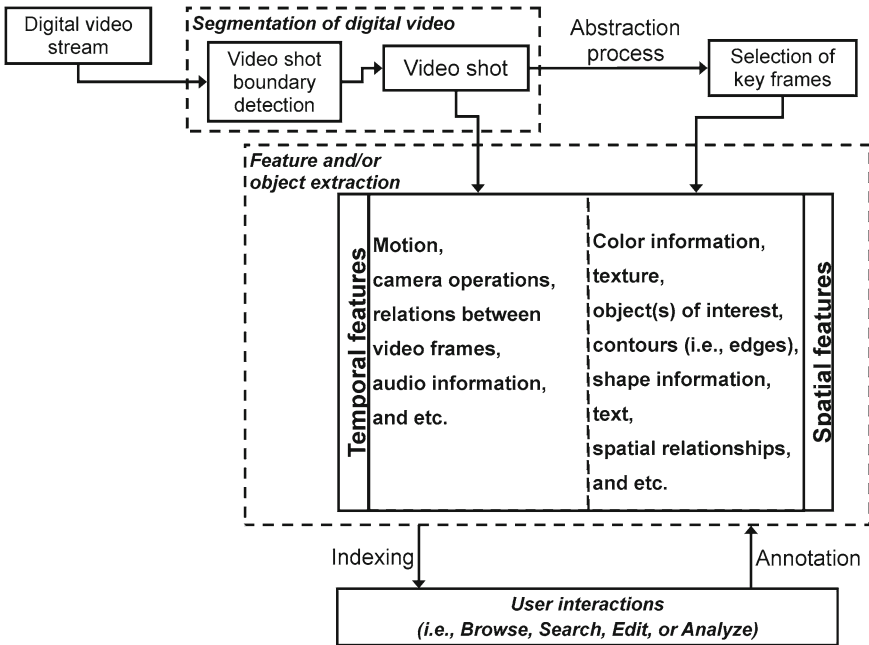 Digital video
stream
Segmentation of digital video
Video shot
boundary
detection
Video shot
Abstraction
process
Selection of
key frames
Feature and/or
object extraction
Temporal features
Motion,
camera operations,
relations between
video frames,
audio information,
and etc.
Color information,
texture,
object(s) of interest,
contours (i.e., edges),
shape information,
text,
spatial relationships,
and etc.
Spatial features
Indexing
Annotation
User interactions
(i.e., Browse, Search, Edit, or Analyze)